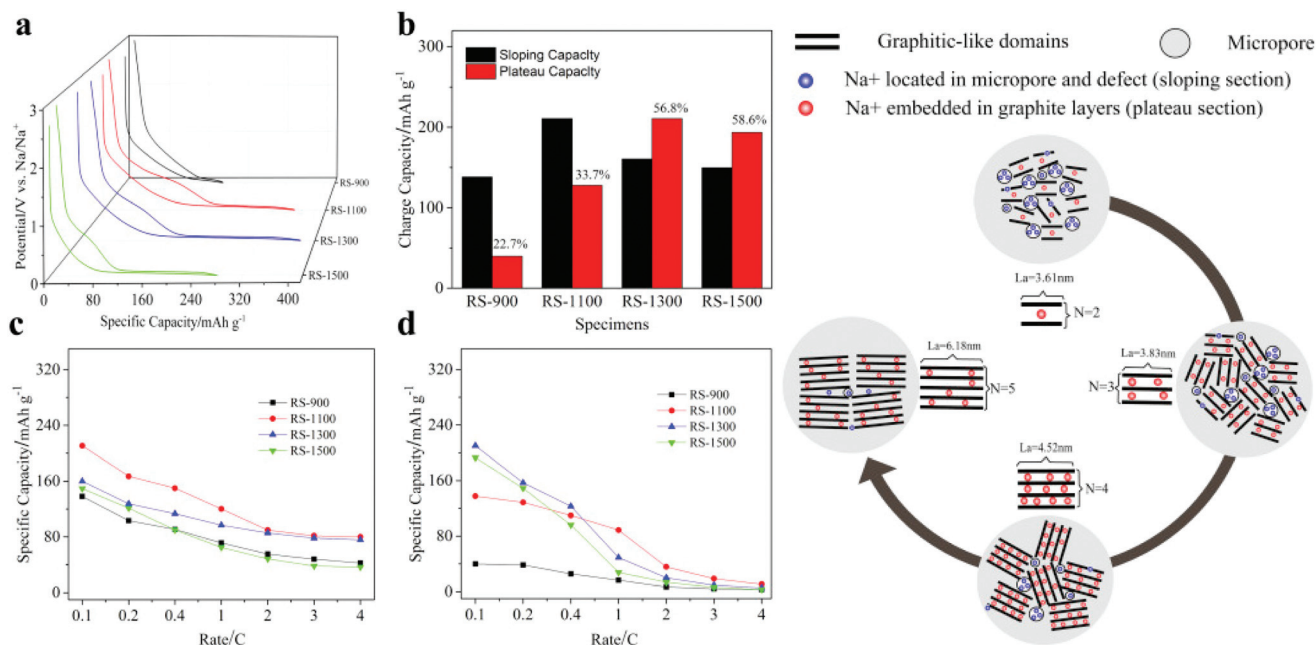 a
Potential/V vs. Na/Na+
3
2
1
0
0
80
160
240
320
400
Specific Capacity/mAh g-1
RS-900
RS-1100
RS-1300
RS-1500
b
Charge Capacity/mAh g-1
300
200
100
0
Sloping Capacity
Plateau Capacity
22.7%
33.7%
56.8%
58.6%
RS-900
RS-1100
RS-1300
RS-1500
Specimens
c
Specific Capacity/mAh g-1
320
240
160
80
0
RS-900
RS-1100
RS-1300
RS-1500
0.1
0.2
0.4
1
2
3
4
Rate/C
d
Specific Capacity/mAh g-1
320
240
160
80
0
RS-900
RS-1100
RS-1300
RS-1500
0.1
0.2
0.4
1
2
3
4
Rate/C
Graphitic-like domains
Micropore
Na+ located in micropore and defect (sloping section)
Na+ embedded in graphite layers (plateau section)
La=3.61nm
N=2
La=3.83nm
N=3
La=4.52nm
N=4
La=6.18nm
N=5